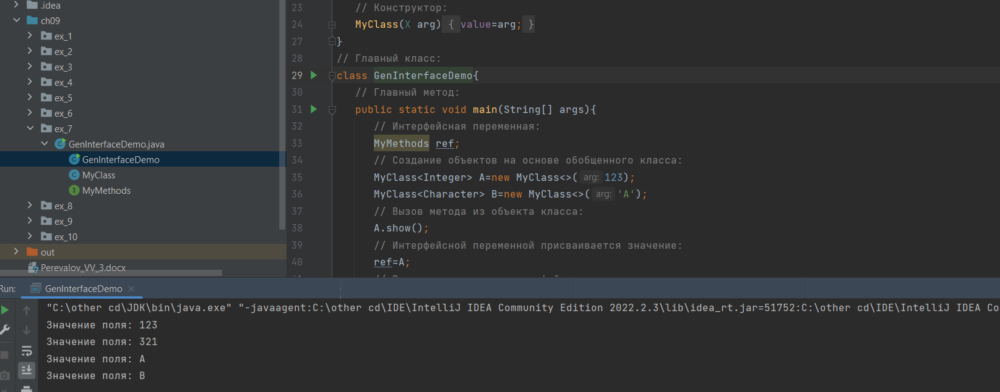 .idea
ch09
ex_1
ex_2
ex_3
ex_4
ex_5
ex_6
ex_7
GenInterfaceDemo.java
GenInterfaceDemo
MyClass
MyMethods
ex_8
ex_9
ex_10
out
Perevalov_VV_3.docx
23 // Конструктор:
24 MyClass(X arg) { value=arg; }
27 }
28 // Главный класс:
29 class GenInterfaceDemo{
30 // Главный метод:
31 public static void main(String[] args){
32 // Интерфейсная переменная:
33 MyMethods ref;
34 // Создание объектов на основе обобщенного класса:
35 MyClass<Integer> A=new MyClass<>( arg: 123);
36 MyClass<Character> B=new MyClass<>( arg: 'A');
37 // Вызов метода из объекта класса:
38 A.show();
39 // Интерфейсной переменной присваивается значение:
40 ref=A;
Run: GenInterfaceDemo
"C:\other cd\JDK\bin\java.exe" "-javaagent:C:\other cd\IDE\IntelliJ IDEA Community Edition 2022.2.3\lib\idea_rt.jar=51752:C:\other cd\IDE\IntelliJ IDEA Co
Значение поля: 123
Значение поля: 321
Значение поля: A
Значение поля: B